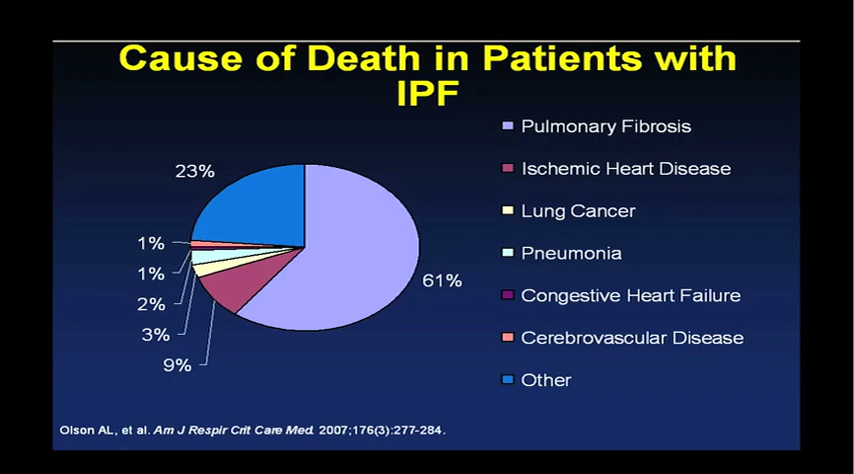 Cause of Death in Patients with
IPF
Pulmonary Fibrosis
Ischemic Heart Disease
Lung Cancer
Pneumonia
Congestive Heart Failure
Cerebrovascular Disease
Other
23%
1%
1%
2%
3%
9%
61%
Olson AL, et al. Am J Respir Crit Care Med. 2007;176(3):277-284.